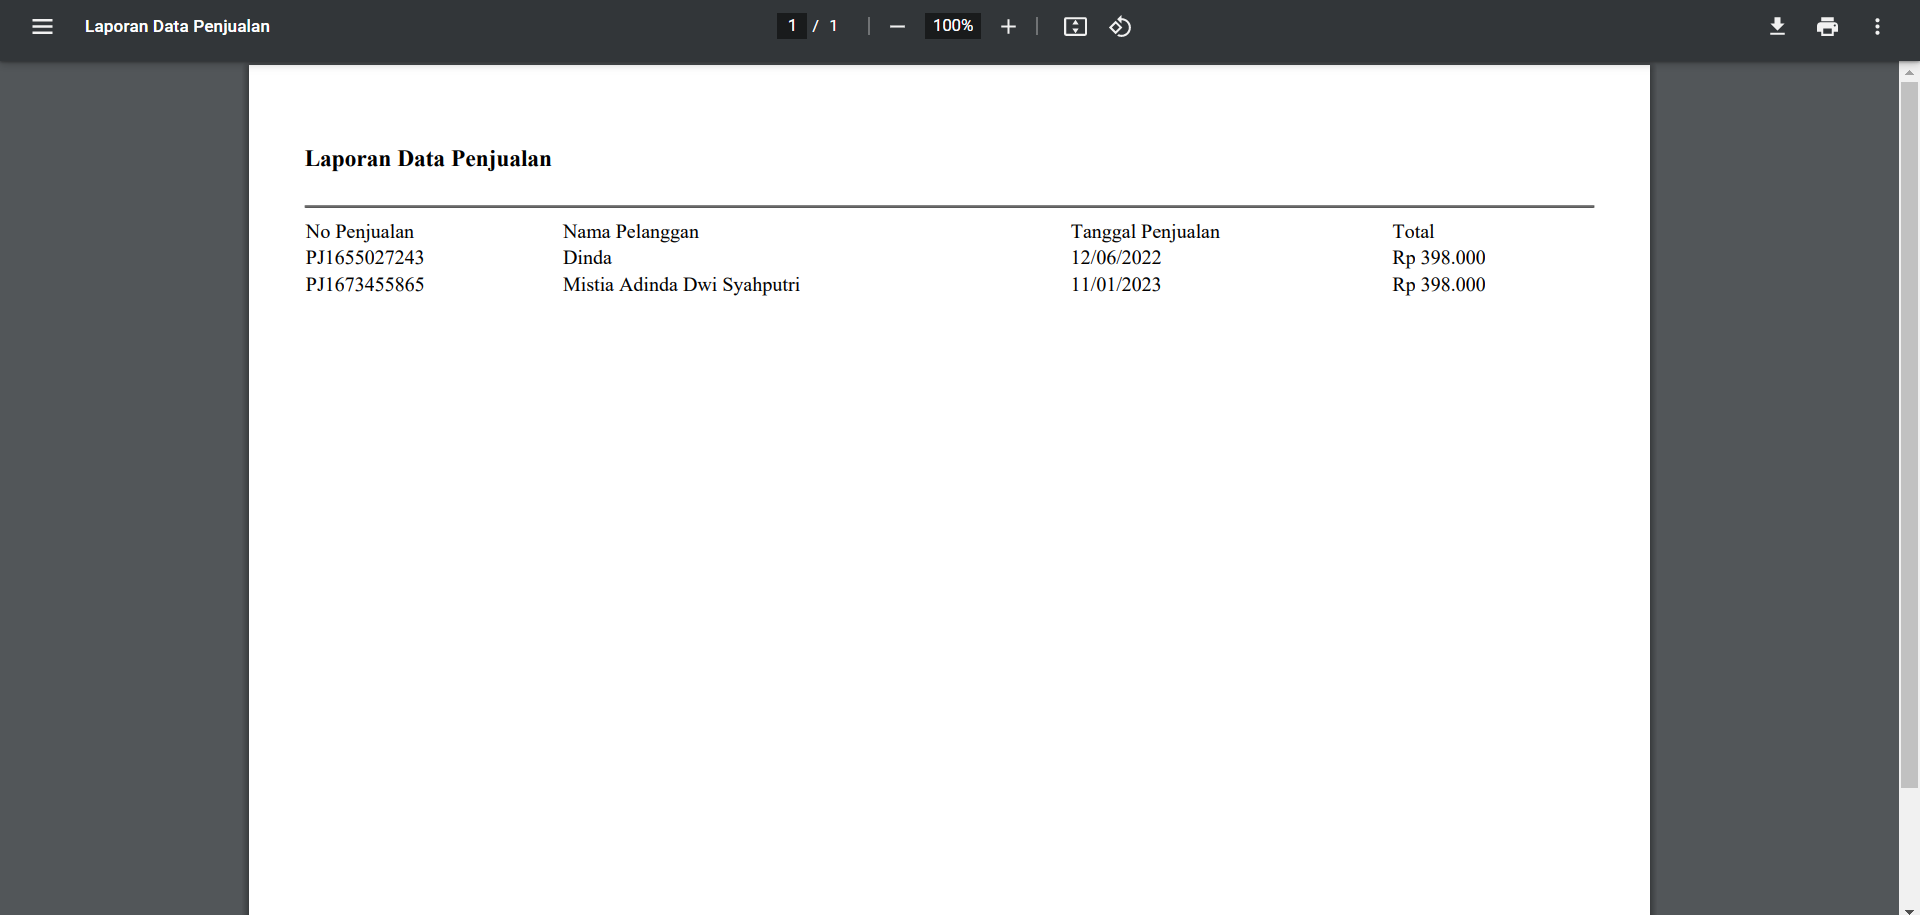 Laporan Data Penjualan 1 / 1 100%
Laporan Data Penjualan
No Penjualan Nama Pelanggan Tanggal Penjualan Total
PJ1655027243 Dinda 12/06/2022 Rp 398.000
PJ1673455865 Mistia Adinda Dwi Syahputri 11/01/2023 Rp 398.000